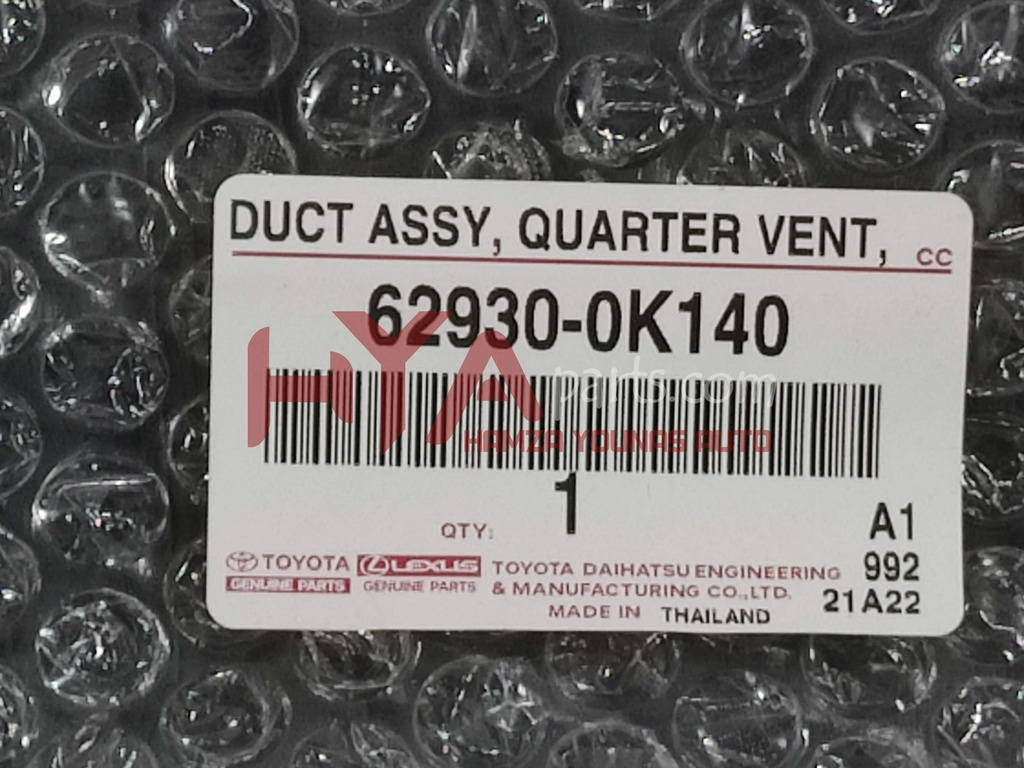 DUCT ASSY, QUARTER VENT, CC
62930-0K140
HYA parts.com
HAMZA YOUNAS AUTO
QTY: 1
A1
992
21A22
TOYOTA
GENUINE PARTS
LEXUS
GENUINE PARTS
TOYOTA DAIHATSU ENGINEERING
& MANUFACTURING CO.,LTD.
MADE IN THAILAND